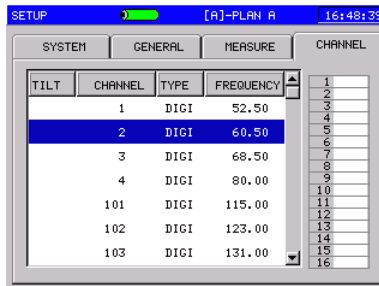 SETUP [A]-PLAN A 16:48:39
SYSTEM GENERAL MEASURE CHANNEL
TILT CHANNEL TYPE FREQUENCY
1 DIGI 52.50
2 DIGI 60.50
3 DIGI 68.50
4 DIGI 80.00
101 DIGI 115.00
102 DIGI 123.00
103 DIGI 131.00
1
2
3
4
5
6
7
8
9
10
11
12
13
14
15
16